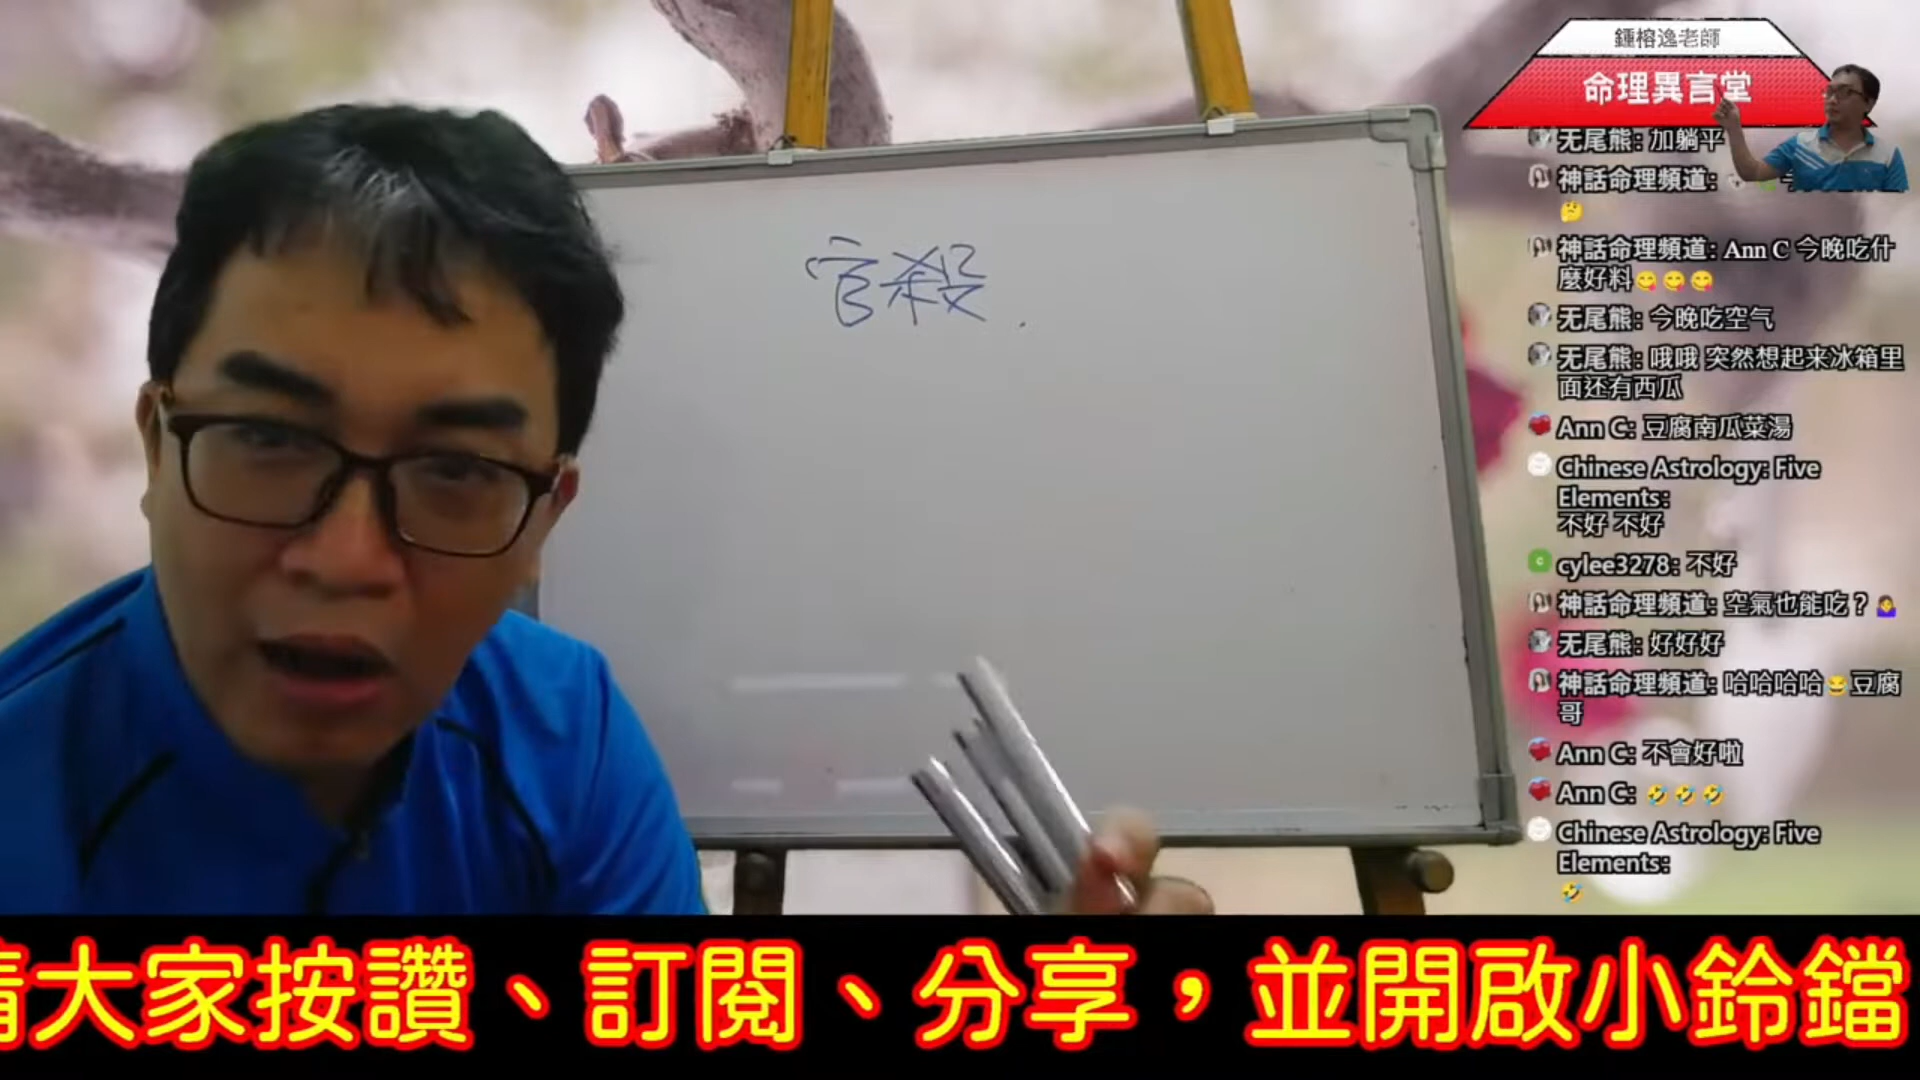 鍾榕逸老師
命理異言堂
官殺.
无尾熊: 加躺平
神話命理頻道:
🤔
神話命理頻道: Ann C 今晚吃什
麼好料😋😋😋
无尾熊: 今晚吃空气
无尾熊: 哦哦 突然想起来冰箱里
面还有西瓜
Ann C: 豆腐南瓜菜湯
Chinese Astrology: Five
Elements:
不好 不好
cylee3278: 不好
神話命理頻道: 空氣也能吃？🤷‍♀️
无尾熊: 好好好
神話命理頻道: 哈哈哈哈😂豆腐
哥
Ann C: 不會好啦
Ann C: 🤣🤣🤣
Chinese Astrology: Five
Elements:
🤣
請大家按讚、訂閱、分享，並開啟小鈴鐺